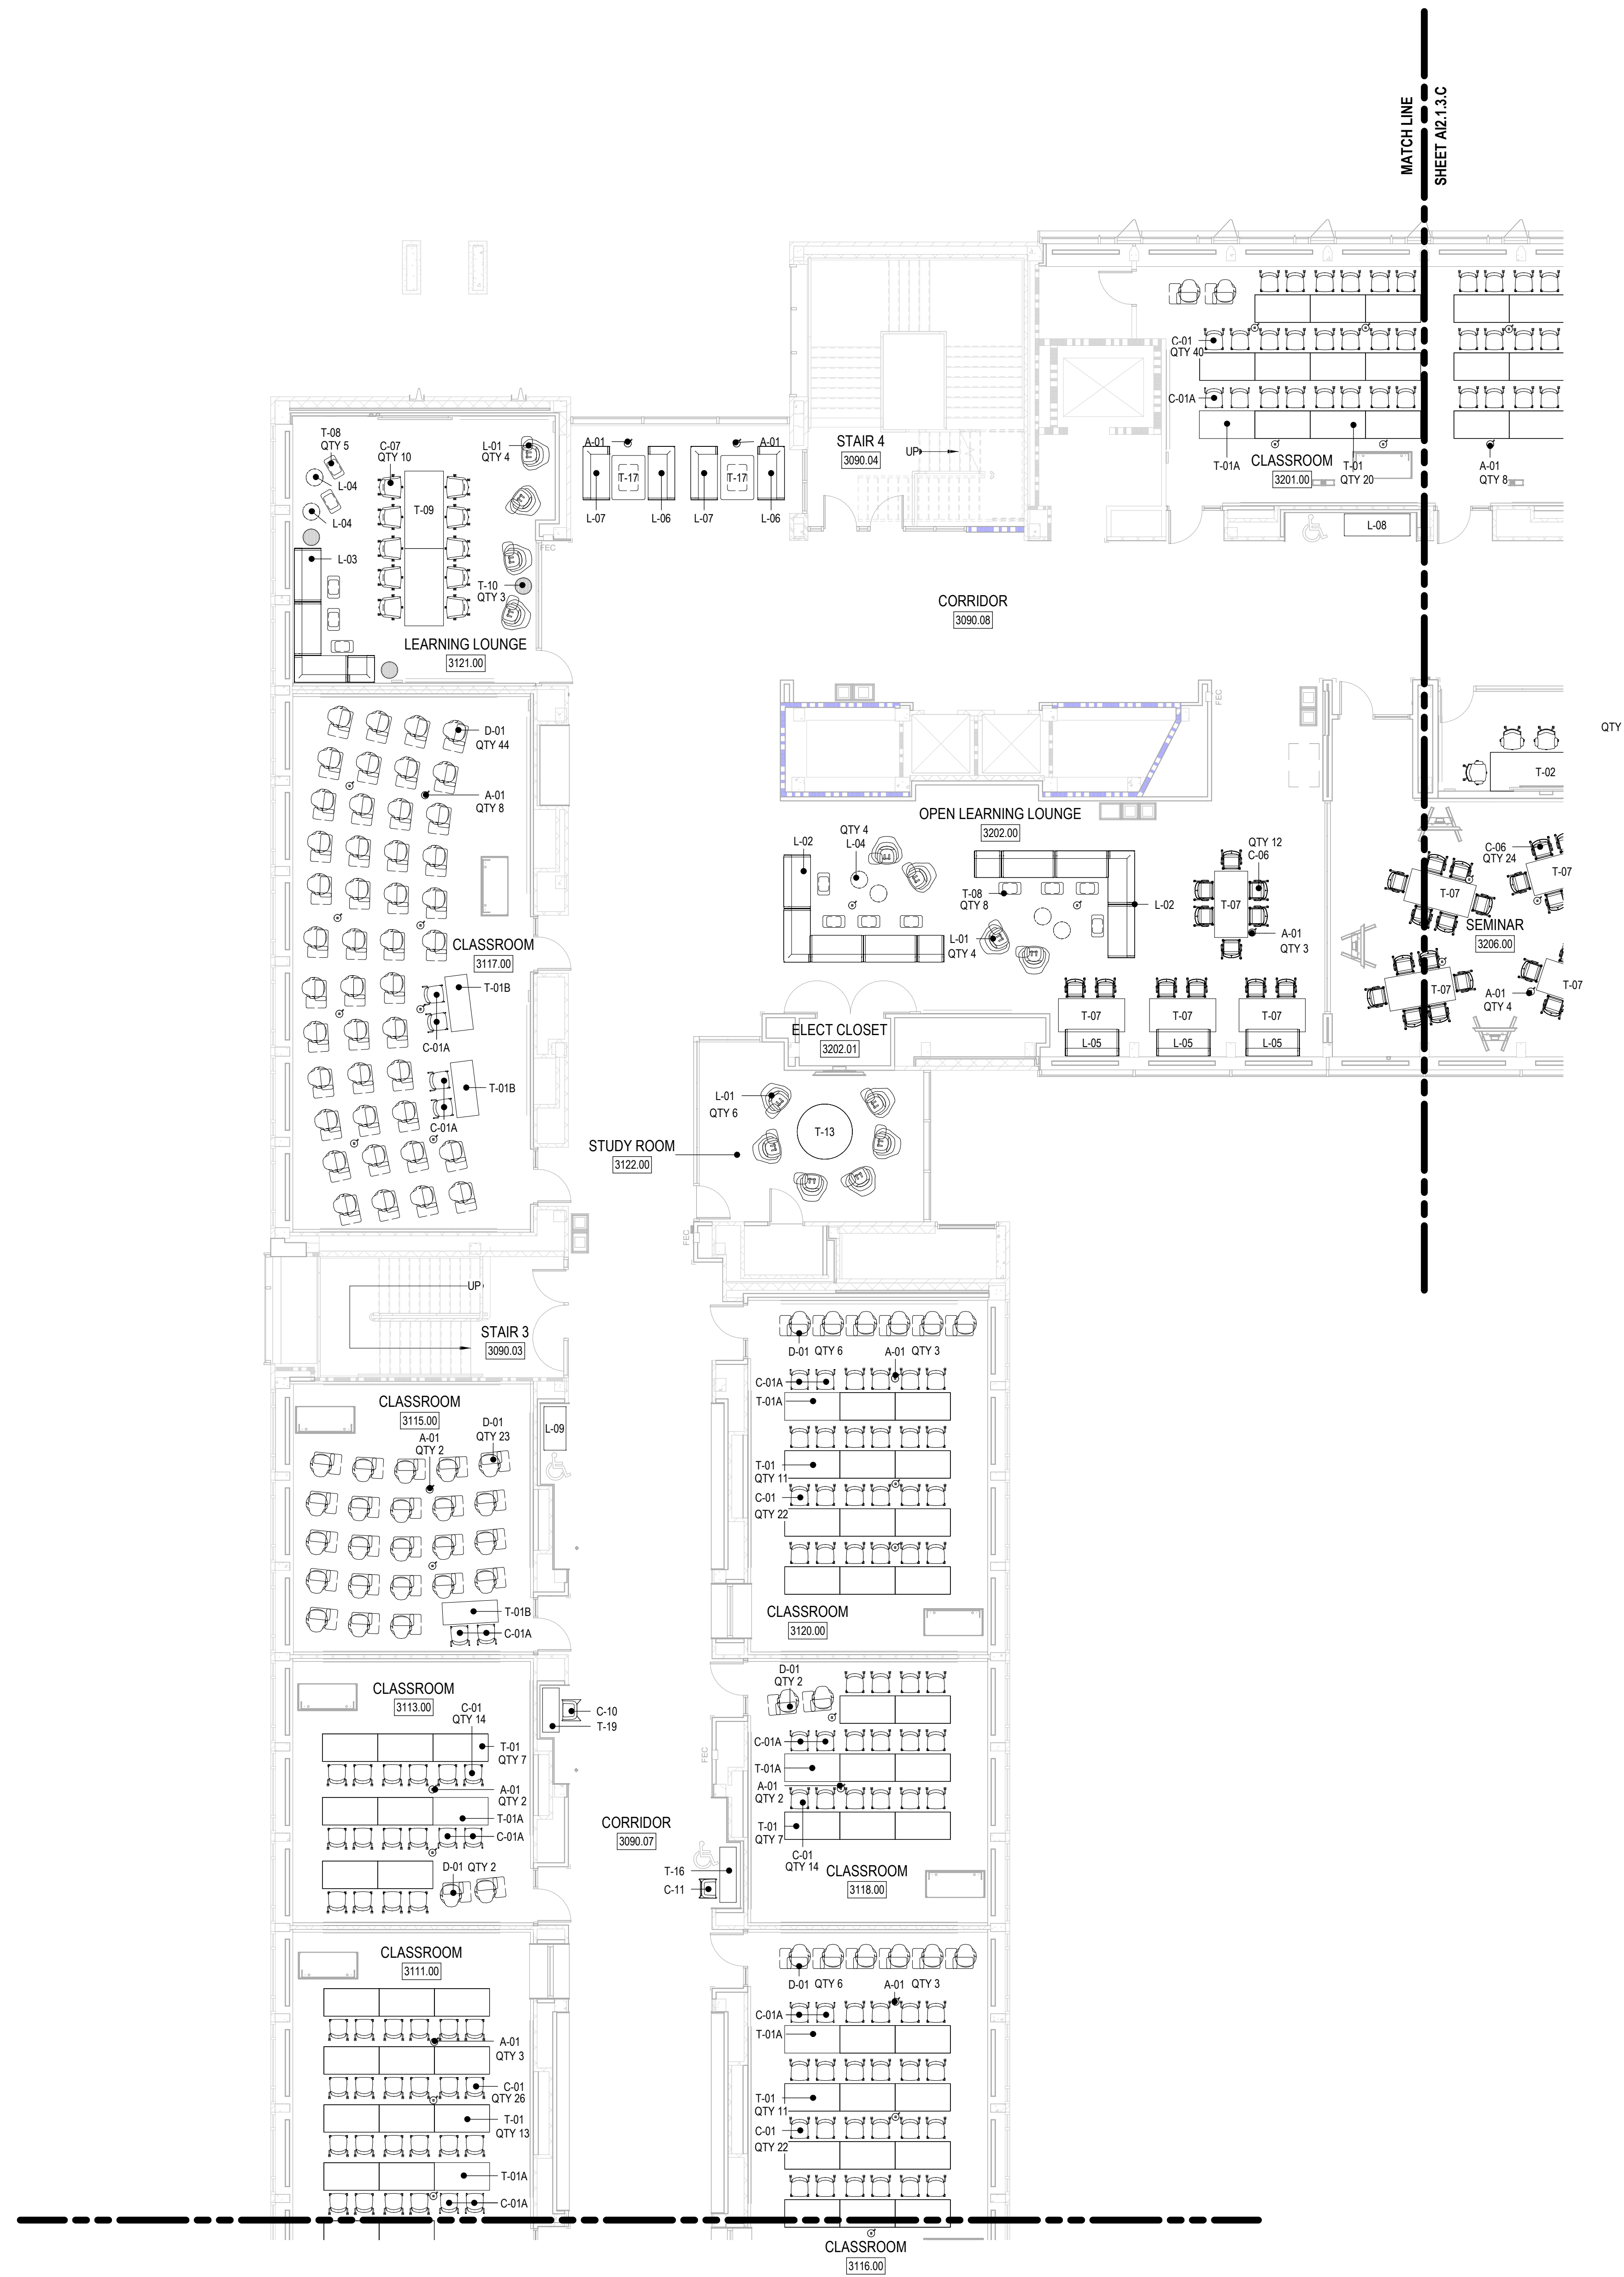 MATCH LINE
SHEET AI2.1.3.C
C-01
QTY 40
C-01A
T-01A
CLASSROOM
3201.00
T-01
QTY 20
A-01
QTY 8
L-08
STAIR 4
3090.04
UP
T-08
QTY 5
C-07
QTY 10
L-01
QTY 4
L-04
T-09
L-04
L-03
T-10
QTY 3
LEARNING LOUNGE
3121.00
FEC
A-01
A-01
T-17
T-17
L-07
L-06
L-07
L-06
CORRIDOR
3090.08
FEC
QTY
T-02
D-01
QTY 44
A-01
QTY 8
CLASSROOM
3117.00
T-01B
C-01A
T-01B
C-01A
OPEN LEARNING LOUNGE
3202.00
L-02
QTY 4
L-04
T-08
QTY 8
L-02
L-01
QTY 4
QTY 12
C-06
T-07
A-01
QTY 3
T-07
T-07
T-07
L-05
L-05
L-05
C-06
QTY 24
T-07
T-07
SEMINAR
3206.00
T-07
T-07
A-01
QTY 4
ELECT CLOSET
3202.01
L-01
QTY 6
T-13
STUDY ROOM
3122.00
FEC
UP
STAIR 3
3090.03
CLASSROOM
3115.00
D-01
QTY 23
A-01
QTY 2
L-09
T-01B
C-01A
D-01 QTY 6
A-01 QTY 3
C-01A
T-01A
T-01
QTY 11
C-01
QTY 22
CLASSROOM
3120.00
CLASSROOM
3113.00
C-01
QTY 14
T-01
QTY 7
A-01
QTY 2
T-01A
C-01A
D-01 QTY 2
C-10
T-19
FEC
CORRIDOR
3090.07
T-16
C-11
D-01
QTY 2
C-01A
T-01A
A-01
QTY 2
T-01
QTY 7
C-01
QTY 14
CLASSROOM
3118.00
CLASSROOM
3111.00
A-01
QTY 3
C-01
QTY 26
T-01
QTY 13
T-01A
C-01A
D-01 QTY 6
A-01 QTY 3
C-01A
T-01A
T-01
QTY 11
C-01
QTY 22
CLASSROOM
3116.00